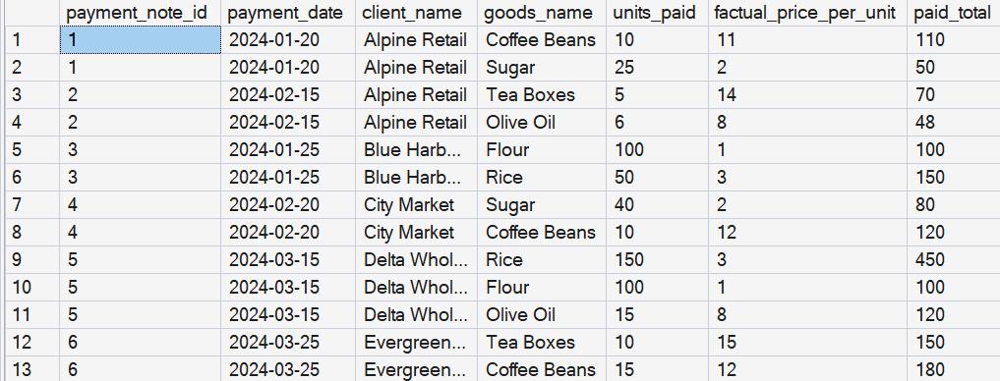 payment_note_id payment_date client_name goods_name units_paid factual_price_per_unit paid_total
1 1 2024-01-20 Alpine Retail Coffee Beans 10 11 110
2 1 2024-01-20 Alpine Retail Sugar 25 2 50
3 2 2024-02-15 Alpine Retail Tea Boxes 5 14 70
4 2 2024-02-15 Alpine Retail Olive Oil 6 8 48
5 3 2024-01-25 Blue Harb... Flour 100 1 100
6 3 2024-01-25 Blue Harb... Rice 50 3 150
7 4 2024-02-20 City Market Sugar 40 2 80
8 4 2024-02-20 City Market Coffee Beans 10 12 120
9 5 2024-03-15 Delta Whol... Rice 150 3 450
10 5 2024-03-15 Delta Whol... Flour 100 1 100
11 5 2024-03-15 Delta Whol... Olive Oil 15 8 120
12 6 2024-03-25 Evergreen... Tea Boxes 10 15 150
13 6 2024-03-25 Evergreen... Coffee Beans 15 12 180